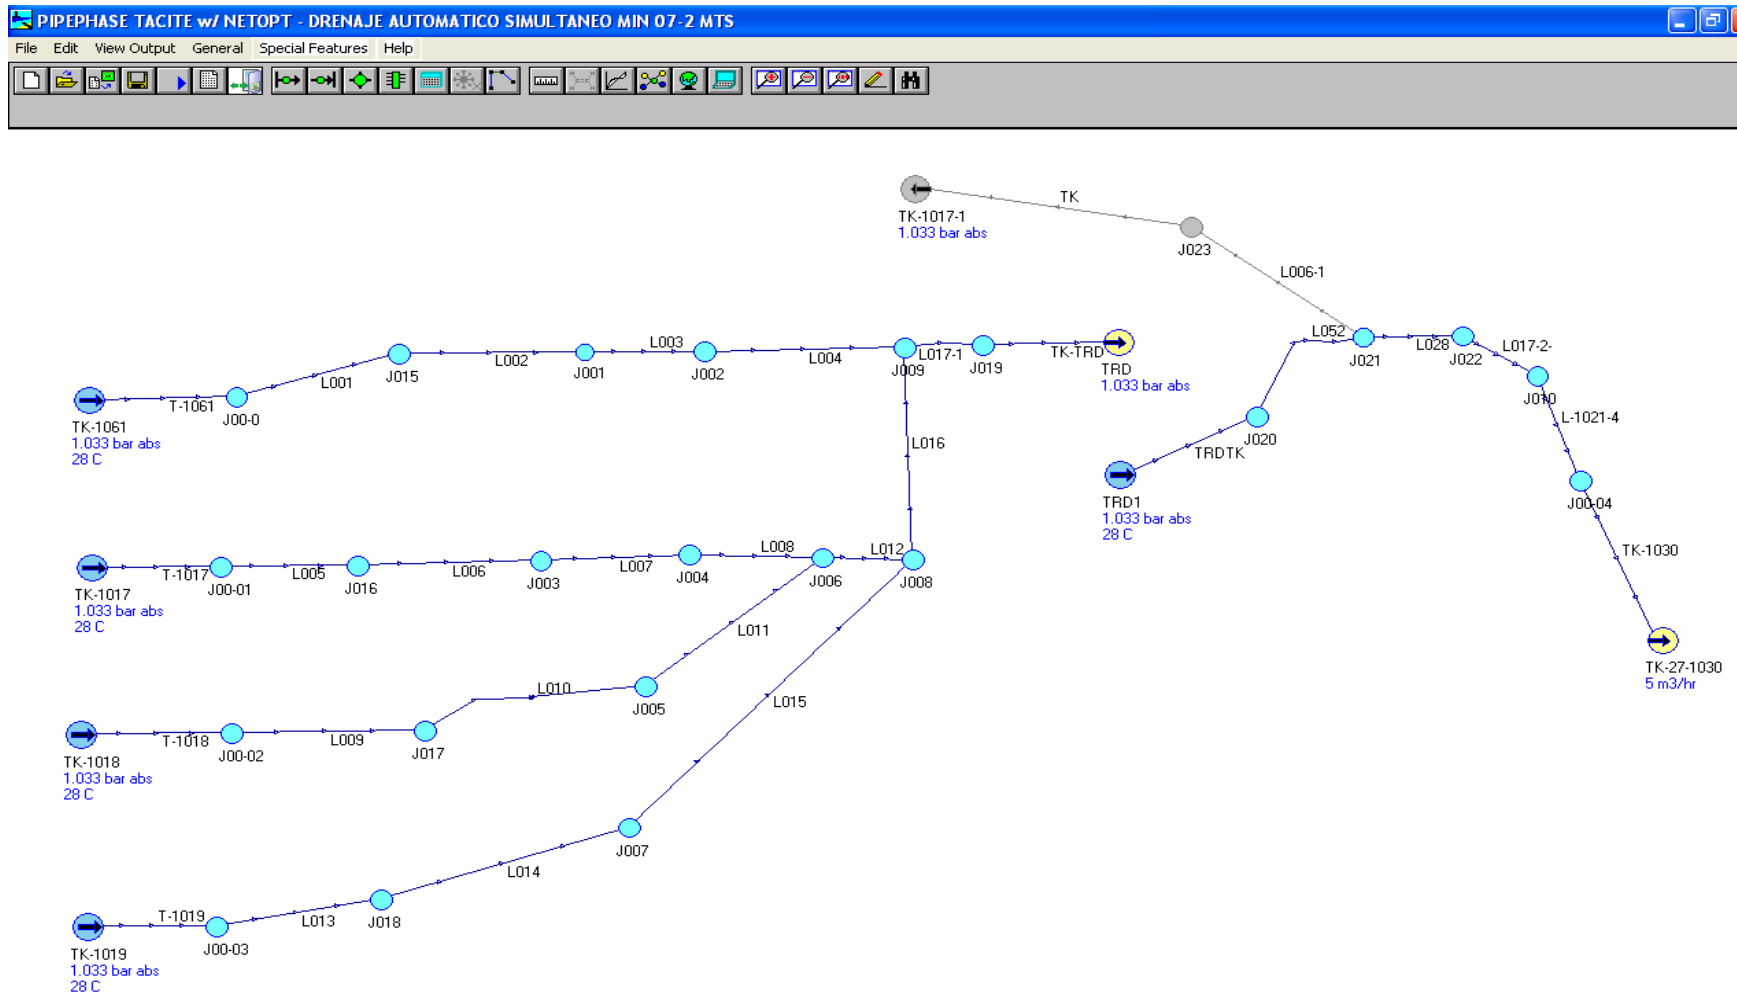 PIPEPHASE TACITE w/ NETOPT - DRENAJE AUTOMATICO SIMULTANEO MIN 07-2 MTS
File Edit View Output General Special Features Help
TK-1017-1
1.033 bar abs
TK
J023
L006-1
TK-1061
1.033 bar abs
28 C
T-1061
J00-0
L001
J015
L002
J001
L003
J002
L004
J009
L017-1
J019
TK-TRD
TRD
1.033 bar abs
L052
J021
L028
J022
L017-2-
J010
L-1021-4
J00-04
TK-1030
TK-27-1030
5 m3/hr
J020
TRDTK
TRD1
1.033 bar abs
28 C
L016
TK-1017
1.033 bar abs
28 C
T-1017
J00-01
L005
J016
L006
J003
L007
J004
L008
J006
L012
J008
L011
L015
TK-1018
1.033 bar abs
28 C
T-1018
J00-02
L009
J017
L010
J005
TK-1019
1.033 bar abs
28 C
T-1019
J00-03
L013
J018
L014
J007